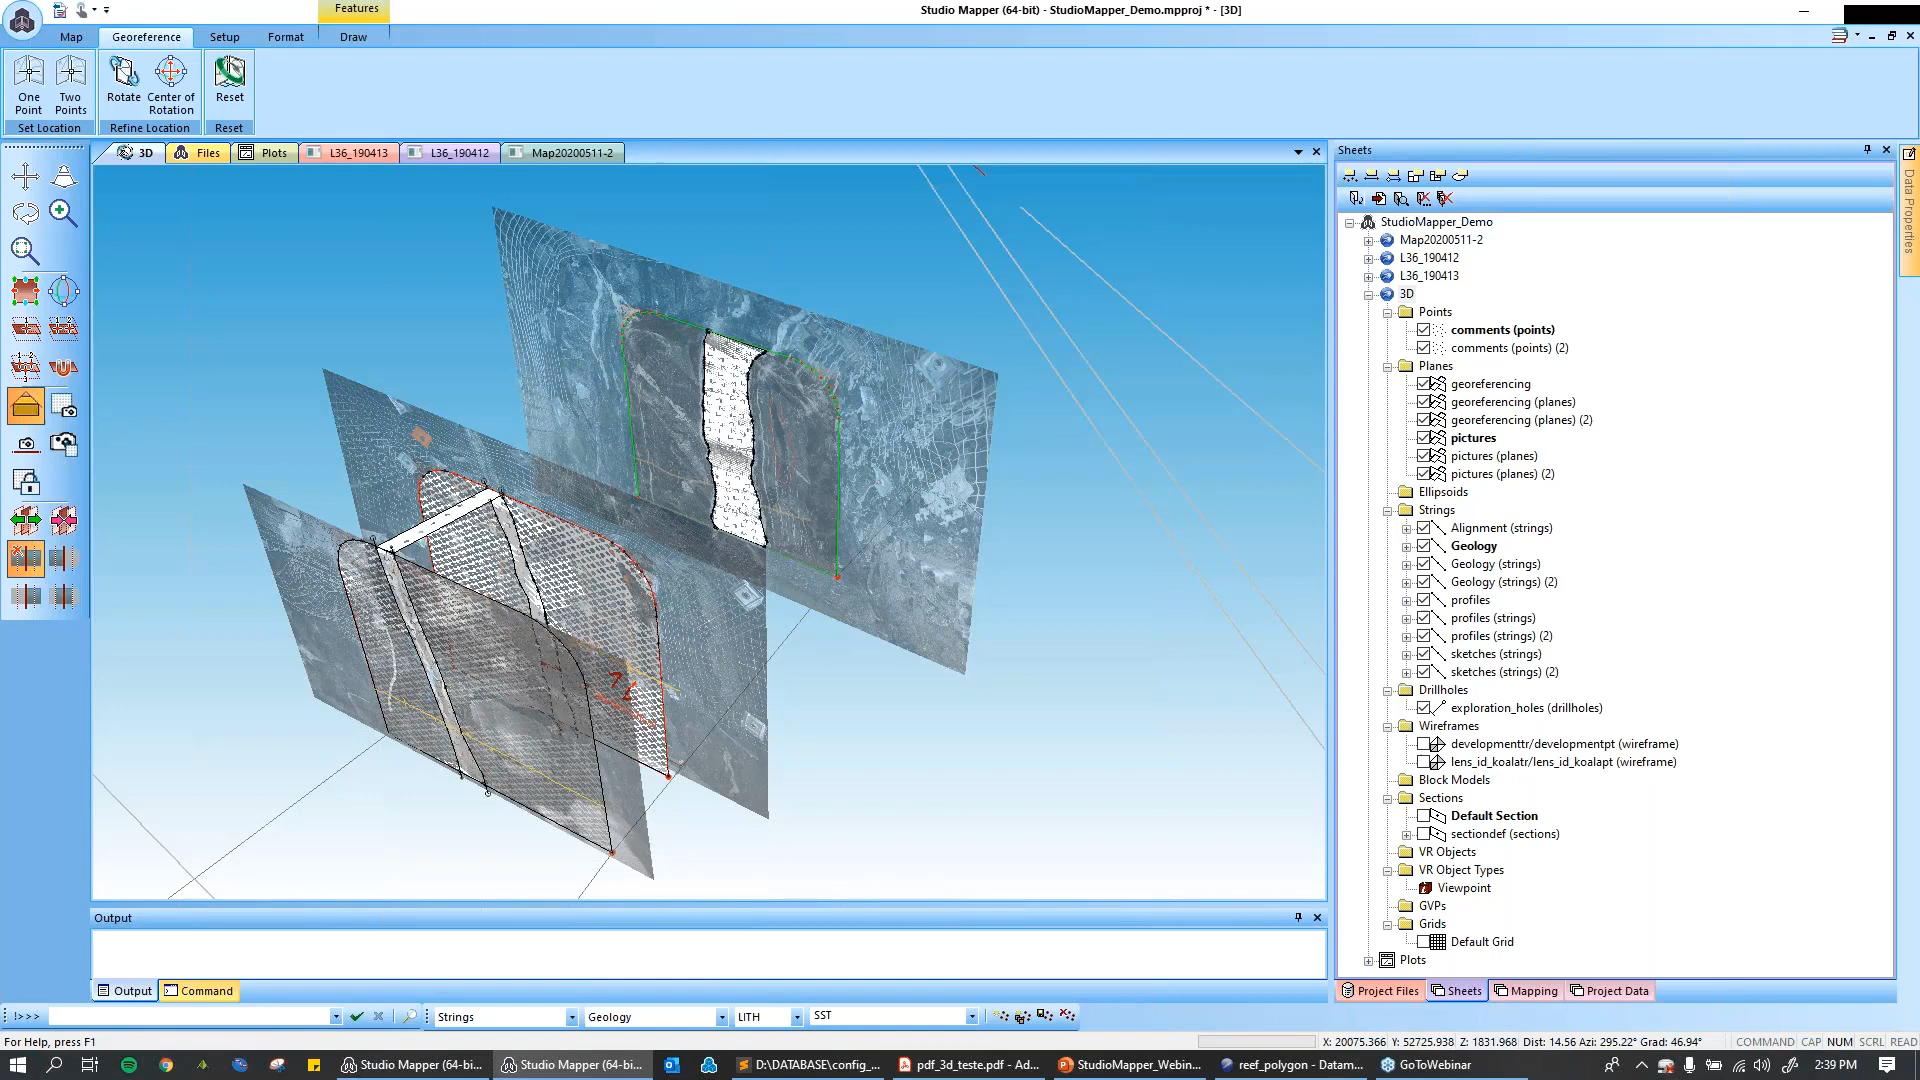 Features
Studio Mapper (64-bit) - StudioMapper_Demo.mpproj * - [3D]
Map
Georeference
Setup
Format
Draw
One Point
Two Points
Rotate
Center of Rotation
Reset
Set Location
Refine Location
Reset
3D
Files
Plots
L36_190413
L36_190412
Map20200511-2
Sheets
Data Properties
StudioMapper_Demo
Map20200511-2
L36_190412
L36_190413
3D
Points
comments (points)
comments (points) (2)
Planes
georeferencing
georeferencing (planes)
georeferencing (planes) (2)
pictures
pictures (planes)
pictures (planes) (2)
Ellipsoids
Strings
Alignment (strings)
Geology
Geology (strings)
Geology (strings) (2)
profiles
profiles (strings)
profiles (strings) (2)
sketches (strings)
sketches (strings) (2)
Drillholes
exploration_holes (drillholes)
Wireframes
developmenttr/developmentpt (wireframe)
lens_id_koalatr/lens_id_koalapt (wireframe)
Block Models
Sections
Default Section
sectiondef (sections)
VR Objects
VR Object Types
Viewpoint
GVPs
Grids
Default Grid
Plots
Output
Output
Command
Project Files
Sheets
Mapping
Project Data
!>>>
Strings
Geology
LITH
SST
For Help, press F1
X: 20075.366 Y: 52725.938 Z: 1831.968 Dist: 14.56 Azi: 295.22° Grad: 46.94°
COMMAND CAP NUM SCRL READ
Studio Mapper (64-bi...
Studio Mapper (64-bi...
D:\DATABASE\config_...
pdf_3d_teste.pdf - Ad...
StudioMapper_Webin...
reef_polygon - Datam...
GoToWebinar
2:39 PM